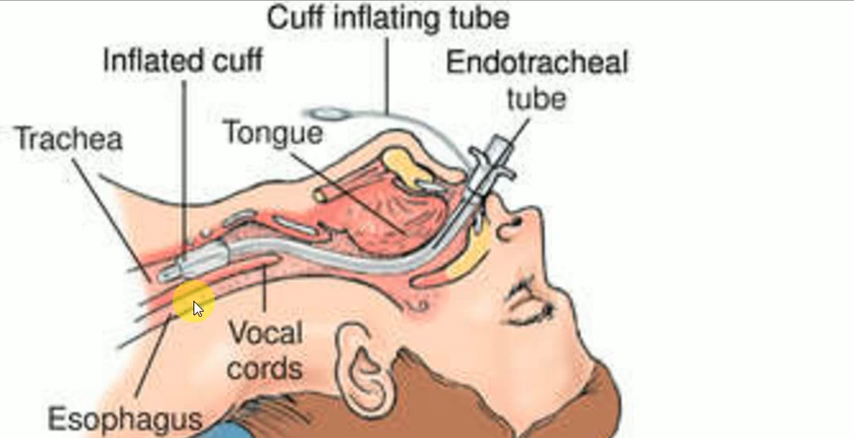 Cuff inflating tube
Inflated cuff
Endotracheal
tube
Trachea
Tongue
Vocal
cords
Esophagus